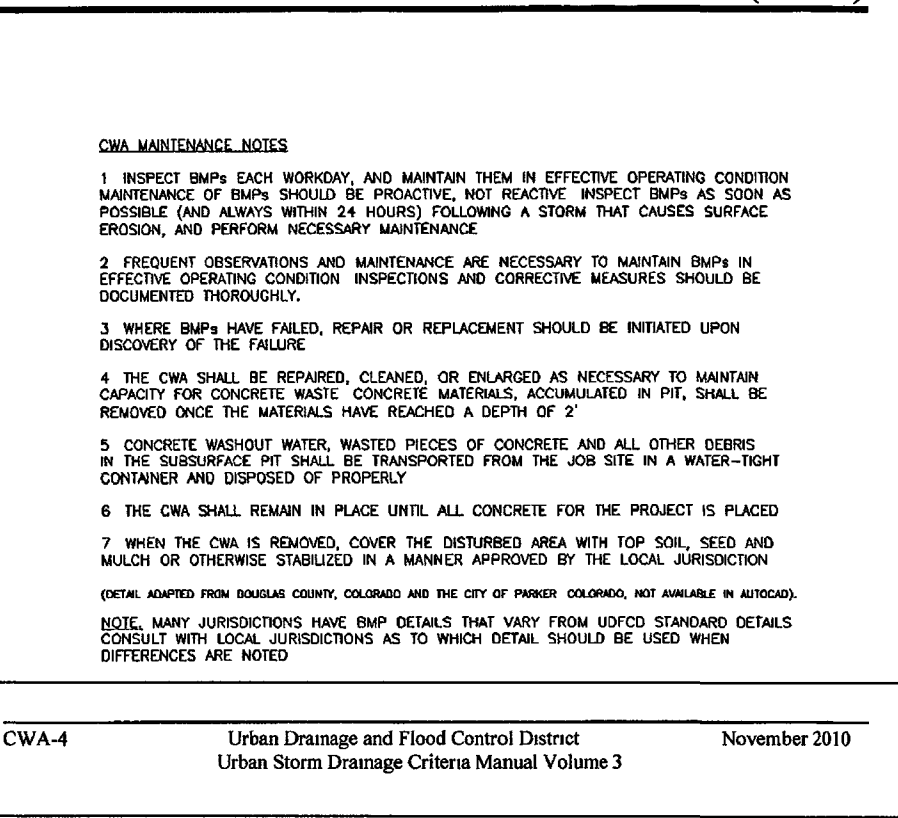 CWA MAINTENANCE NOTES
1 INSPECT BMPs EACH WORKDAY, AND MAINTAIN THEM IN EFFECTIVE OPERATING CONDITION
MAINTENANCE OF BMPs SHOULD BE PROACTIVE, NOT REACTIVE INSPECT BMPs AS SOON AS
POSSIBLE (AND ALWAYS WITHIN 24 HOURS) FOLLOWING A STORM THAT CAUSES SURFACE
EROSION, AND PERFORM NECESSARY MAINTENANCE
2 FREQUENT OBSERVATIONS AND MAINTENANCE ARE NECESSARY TO MAINTAIN BMPs IN
EFFECTIVE OPERATING CONDITION INSPECTIONS AND CORRECTIVE MEASURES SHOULD BE
DOCUMENTED THOROUGHLY.
3 WHERE BMPs HAVE FAILED, REPAIR OR REPLACEMENT SHOULD BE INITIATED UPON
DISCOVERY OF THE FAILURE
4 THE CWA SHALL BE REPAIRED, CLEANED, OR ENLARGED AS NECESSARY TO MAINTAIN
CAPACITY FOR CONCRETE WASTE CONCRETE MATERIALS, ACCUMULATED IN PIT, SHALL BE
REMOVED ONCE THE MATERIALS HAVE REACHED A DEPTH OF 2'
5 CONCRETE WASHOUT WATER, WASTED PIECES OF CONCRETE AND ALL OTHER DEBRIS
IN THE SUBSURFACE PIT SHALL BE TRANSPORTED FROM THE JOB SITE IN A WATER-TIGHT
CONTAINER AND DISPOSED OF PROPERLY
6 THE CWA SHALL REMAIN IN PLACE UNTIL ALL CONCRETE FOR THE PROJECT IS PLACED
7 WHEN THE CWA IS REMOVED, COVER THE DISTURBED AREA WITH TOP SOIL, SEED AND
MULCH OR OTHERWISE STABILIZED IN A MANNER APPROVED BY THE LOCAL JURISDICTION
(DETAIL ADAPTED FROM DOUGLAS COUNTY, COLORADO AND THE CITY OF PARKER COLORADO, NOT AVAILABLE IN AUTOCAD).
NOTE. MANY JURISDICTIONS HAVE BMP DETAILS THAT VARY FROM UDFCD STANDARD DETAILS
CONSULT WITH LOCAL JURISDICTIONS AS TO WHICH DETAIL SHOULD BE USED WHEN
DIFFERENCES ARE NOTED
CWA-4 Urban Drainage and Flood Control District November 2010
Urban Storm Drainage Criteria Manual Volume 3